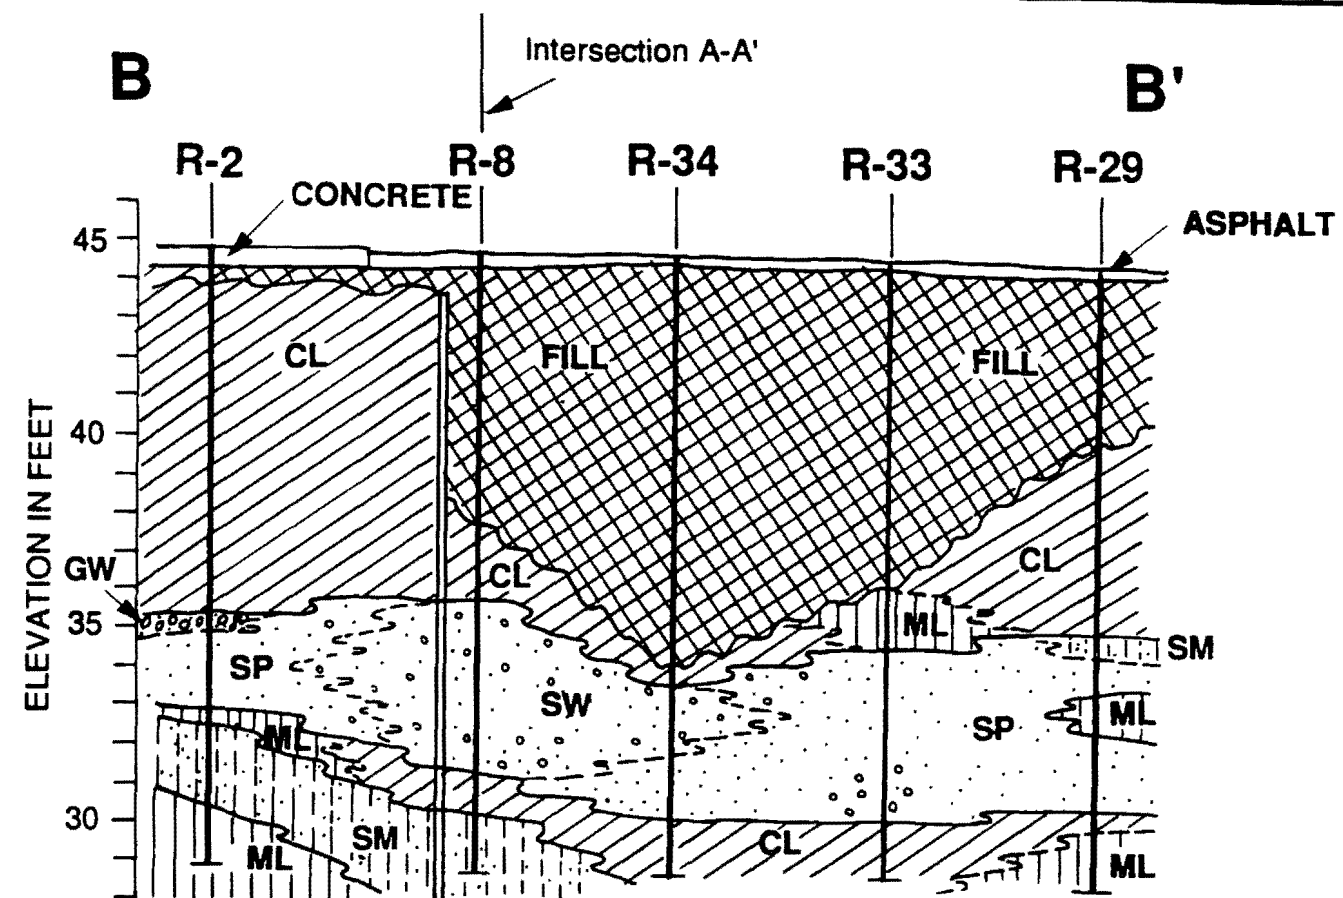 Intersection A-A'
B
B'
R-2
R-8
R-34
R-33
R-29
CONCRETE
ASPHALT
45
CL
FILL
FILL
40
ELEVATION IN FEET
GW
CL
CL
35
ML
SM
SP
SW
SP
ML
ML
30
SM
CL
ML
ML